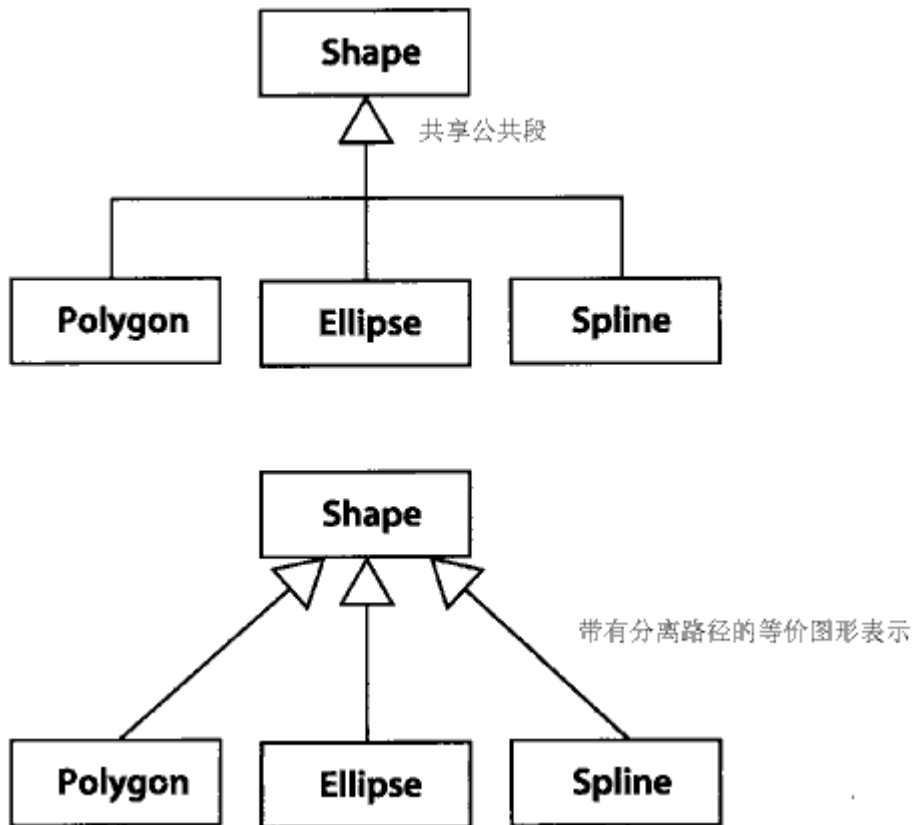 Shape
共享公共段
Polygon
Ellipse
Spline
Shape
带有分离路径的等价图形表示
Polygon
Ellipse
Spline